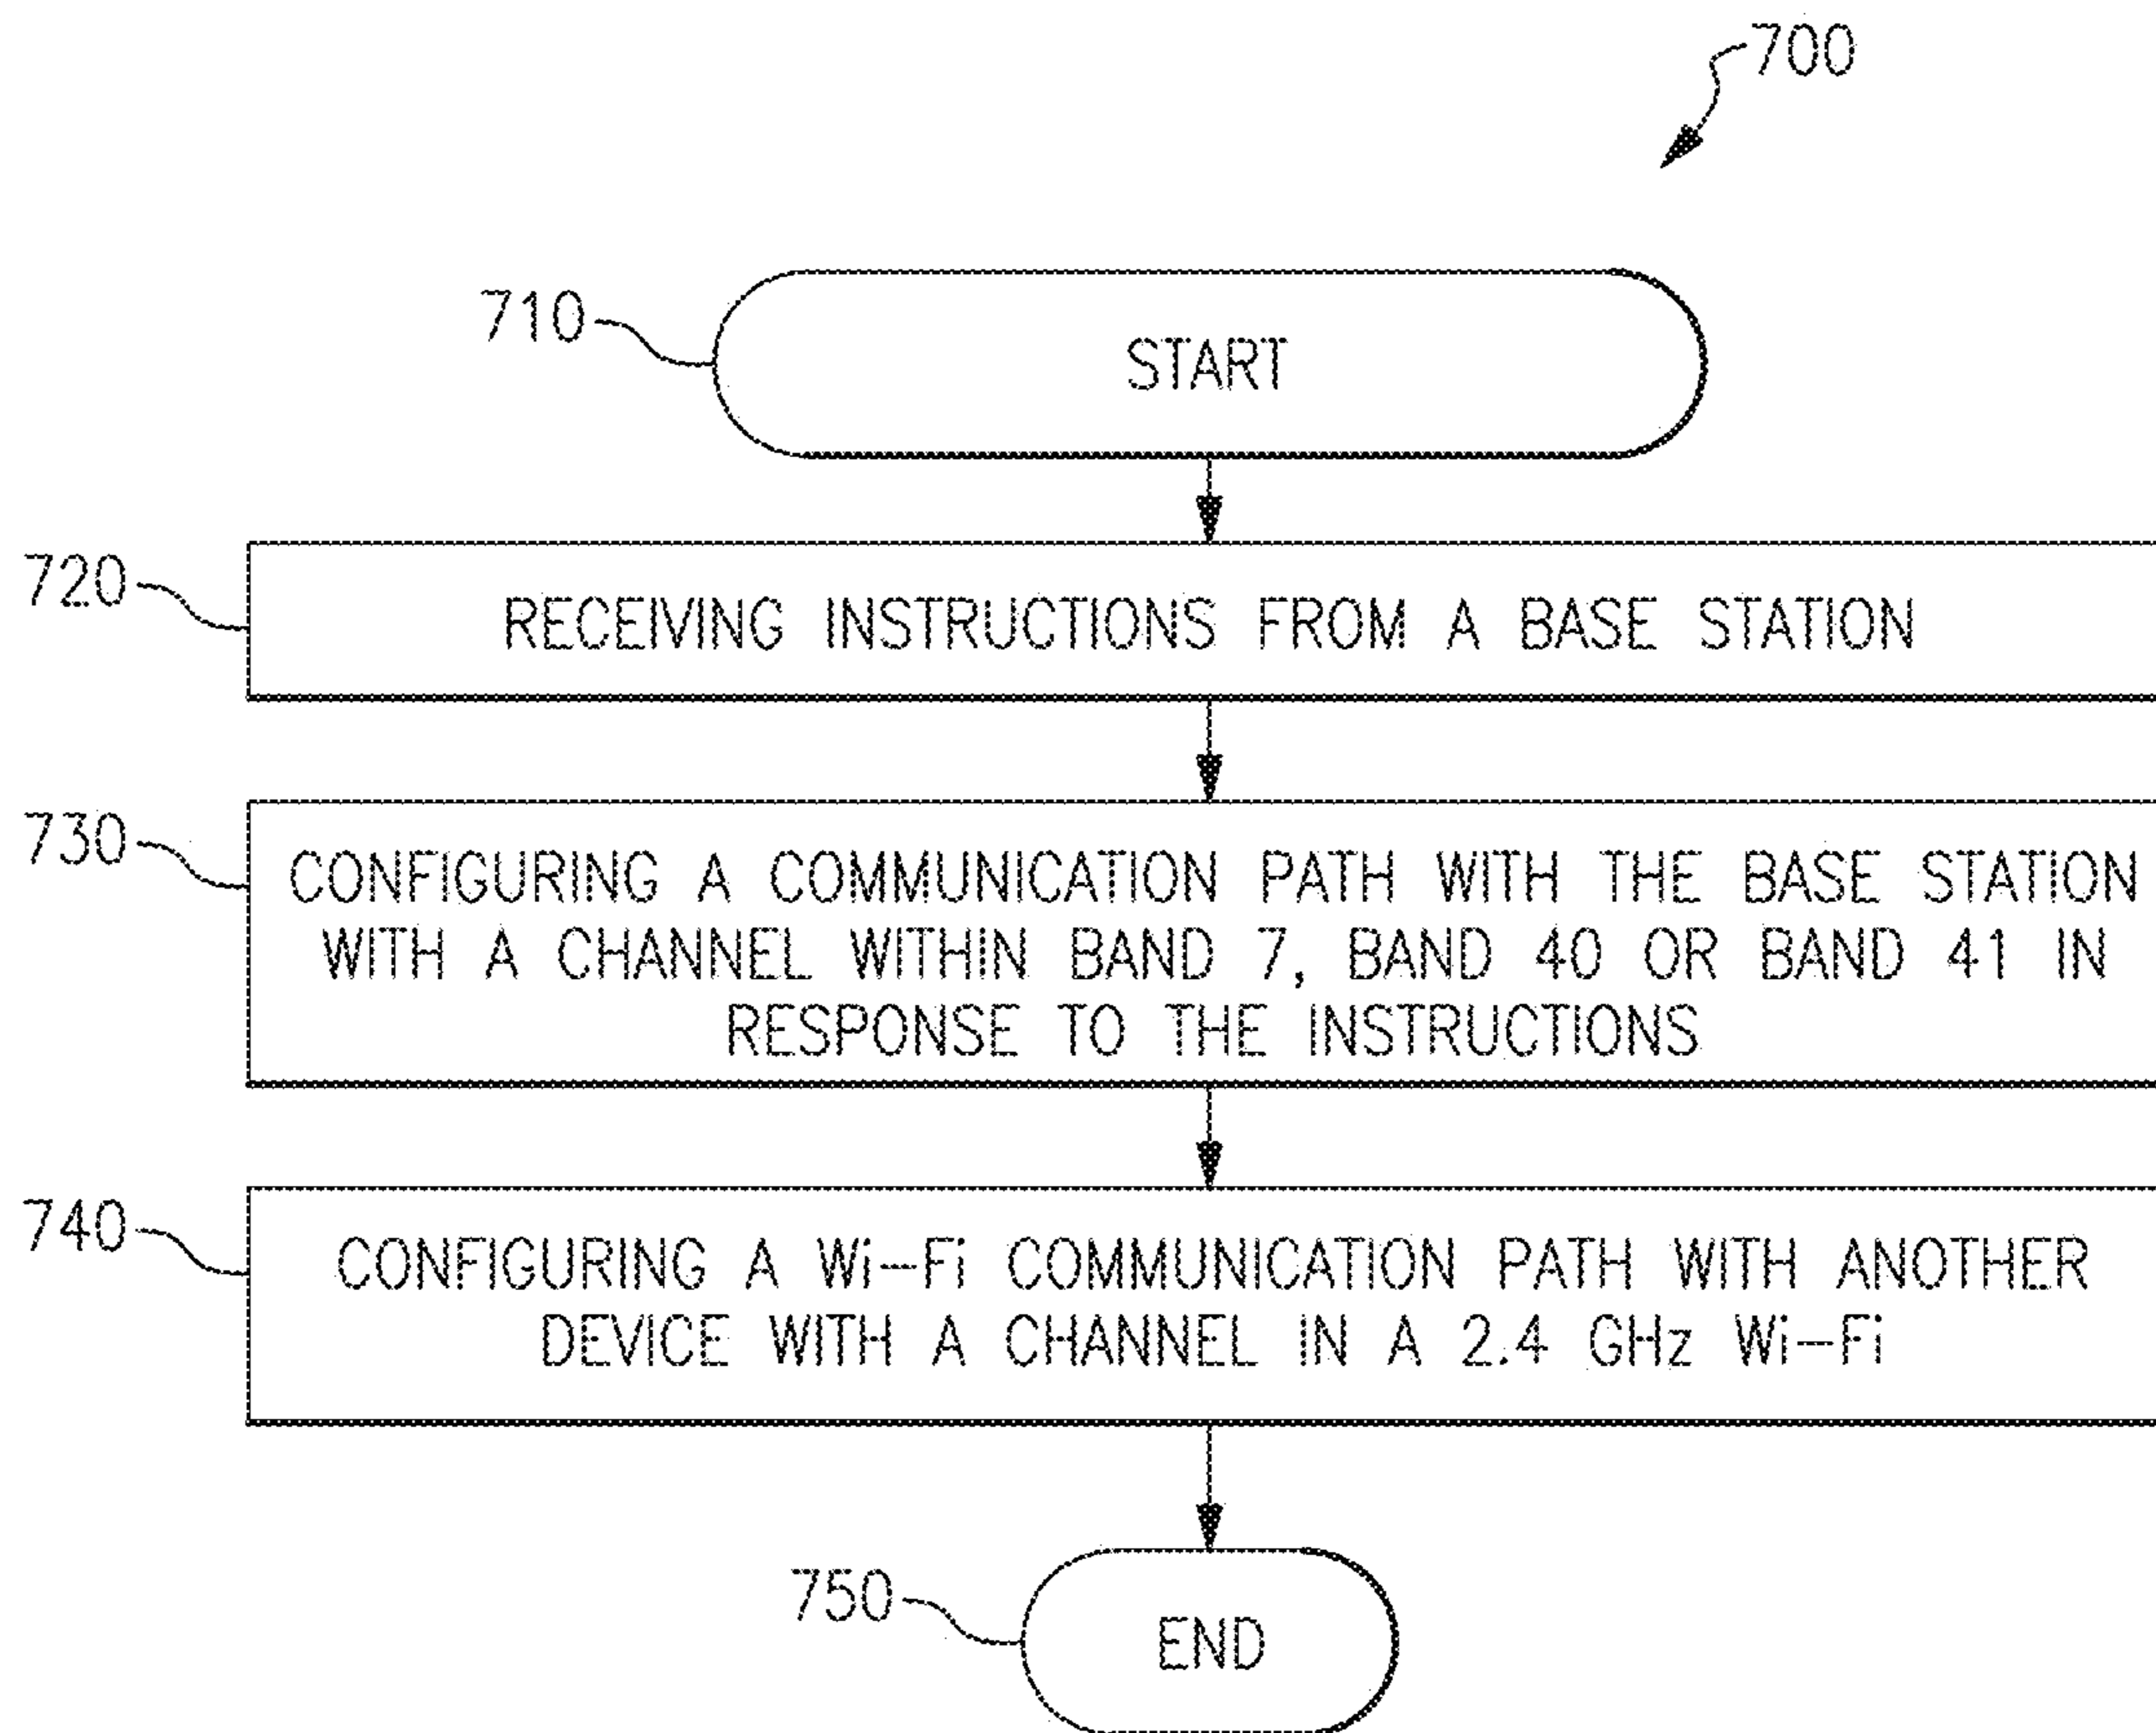 700
710
START
720
RECEIVING INSTRUCTIONS FROM A BASE STATION
730
CONFIGURING A COMMUNICATION PATH WITH THE BASE STATION
WITH A CHANNEL WITHIN BAND 7, BAND 40 OR BAND 41 IN
RESPONSE TO THE INSTRUCTIONS
740
CONFIGURING A Wi-Fi COMMUNICATION PATH WITH ANOTHER
DEVICE WITH A CHANNEL IN A 2.4 GHz Wi-Fi
750
END